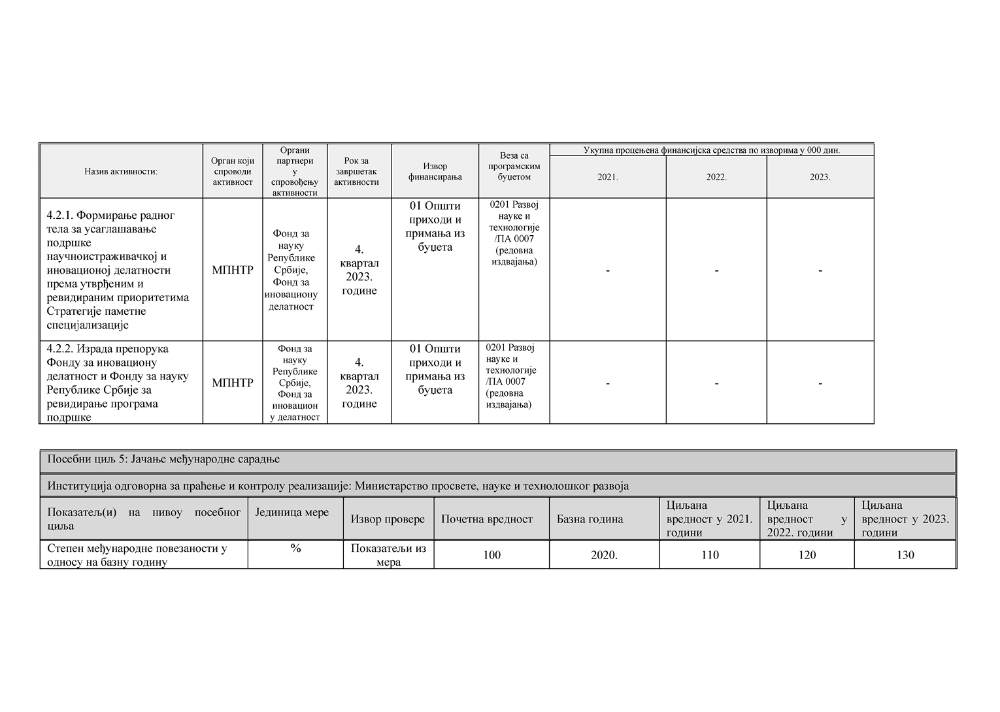 Назив активности:
Орган који
спроводи
активност
Органи
партнери
у
спровођењу
активности
Рок за
завршетак
активности
Извор
финансирања
Веза са
програмским
буџетом
Укупна процењена финансијска средства по изворима у 000 дин.
2021.
2022.
2023.
4.2.1. Формирање радног
тела за усаглашавање
подршке
научноистраживачкој и
иновационој делатности
према утврђеним и
ревидираним приоритетима
Стратегије паметне
специјализације
МПНТР
Фонд за
науку
Републике
Србије,
Фонд за
иновациону
делатност
4.
квартал
2023.
године
01 Општи
приходи и
примања из
буџета
0201 Развој
науке и
технологије
/ПА 0007
(редовна
издвајања)
-
-
-
4.2.2. Израда препорука
Фонду за иновациону
делатност и Фонду за науку
Републике Србије за
ревидирање програма
подршке
МПНТР
Фонд за
науку
Републике
Србије,
Фонд за
иновацион
у делатност
4.
квартал
2023.
године
01 Општи
приходи и
примања из
буџета
0201 Развој
науке и
технологије
/ПА 0007
(редовна
издвајања)
-
-
-
Посебни циљ 5: Јачање међународне сарадње
Институција одговорна за праћење и контролу реализације: Министарство просвете, науке и технолошког развоја
Показатељ(и) на нивоу посебног
циља
Јединица мере
Извор провере
Почетна вредност
Базна година
Циљана
вредност у 2021.
години
Циљана
вредност у
2022. години
Циљана
вредност у 2023.
години
Степен међународне повезаности у
односу на базну годину
%
Показатељи из
мера
100
2020.
110
120
130